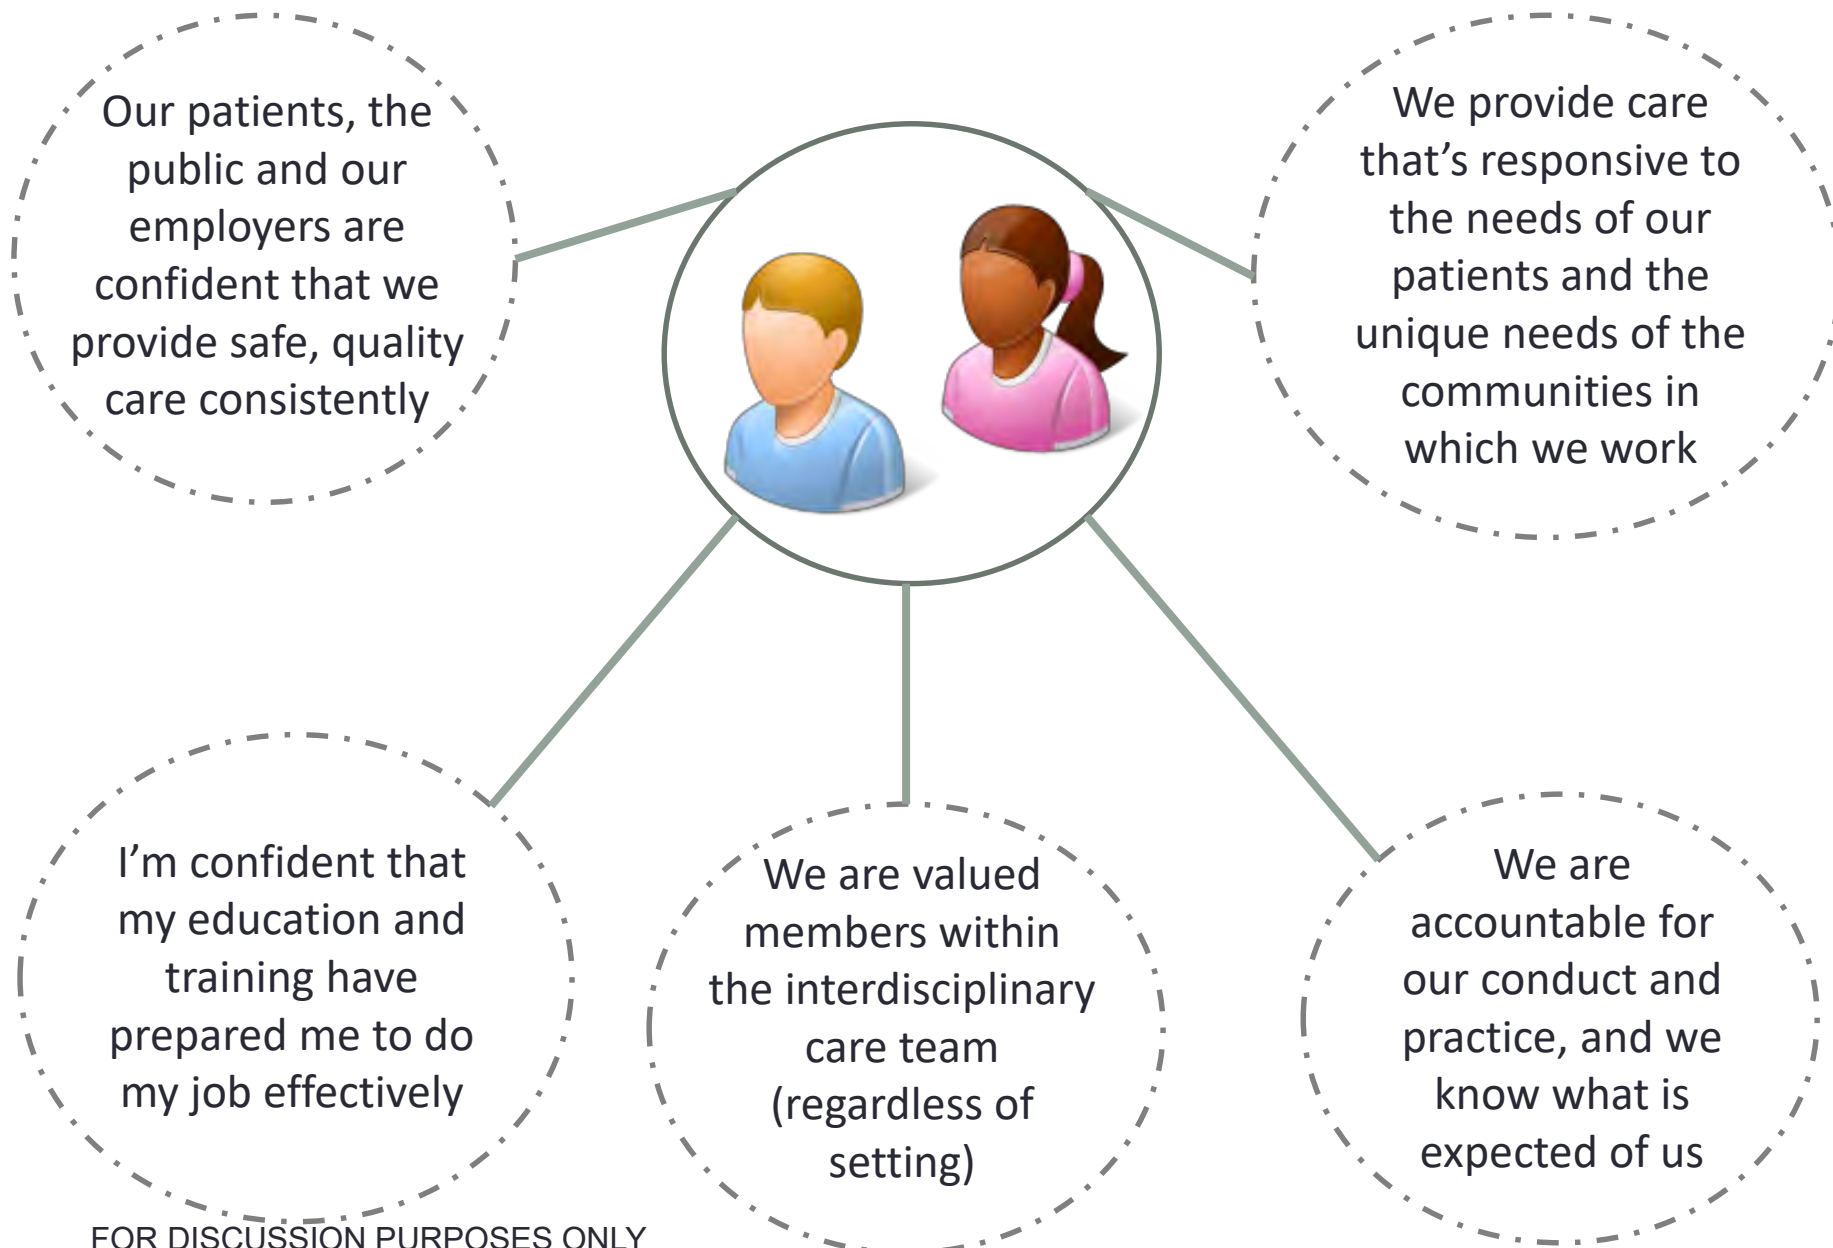 Our patients, the
public and our
employers are
confident that we
provide safe, quality
care consistently
We provide care
that’s responsive to
the needs of our
patients and the
unique needs of the
communities in
which we work
I’m confident that
my education and
training have
prepared me to do
my job effectively
We are valued
members within
the interdisciplinary
care team
(regardless of
setting)
We are
accountable for
our conduct and
practice, and we
know what is
expected of us
FOR DISCUSSION PURPOSES ONLY